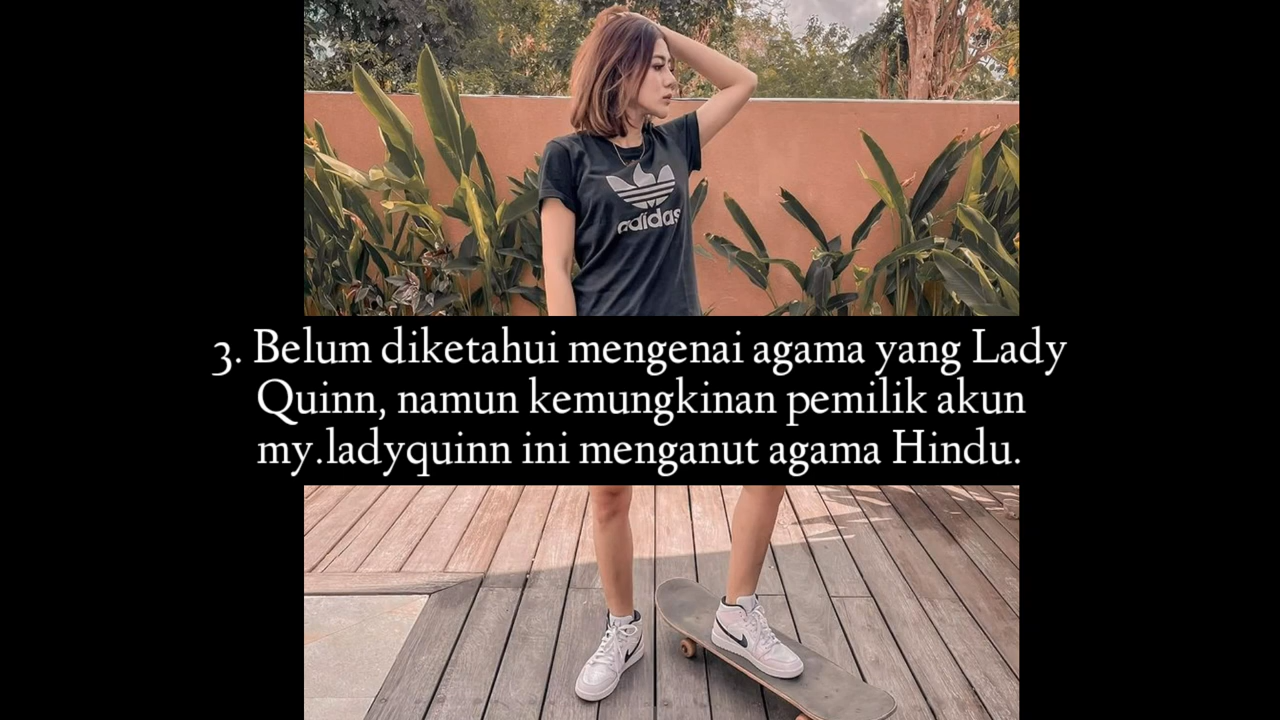 adidas
3. Belum diketahui mengenai agama yang Lady
Quinn, namun kemungkinan pemilik akun
my.ladyquinn ini menganut agama Hindu.